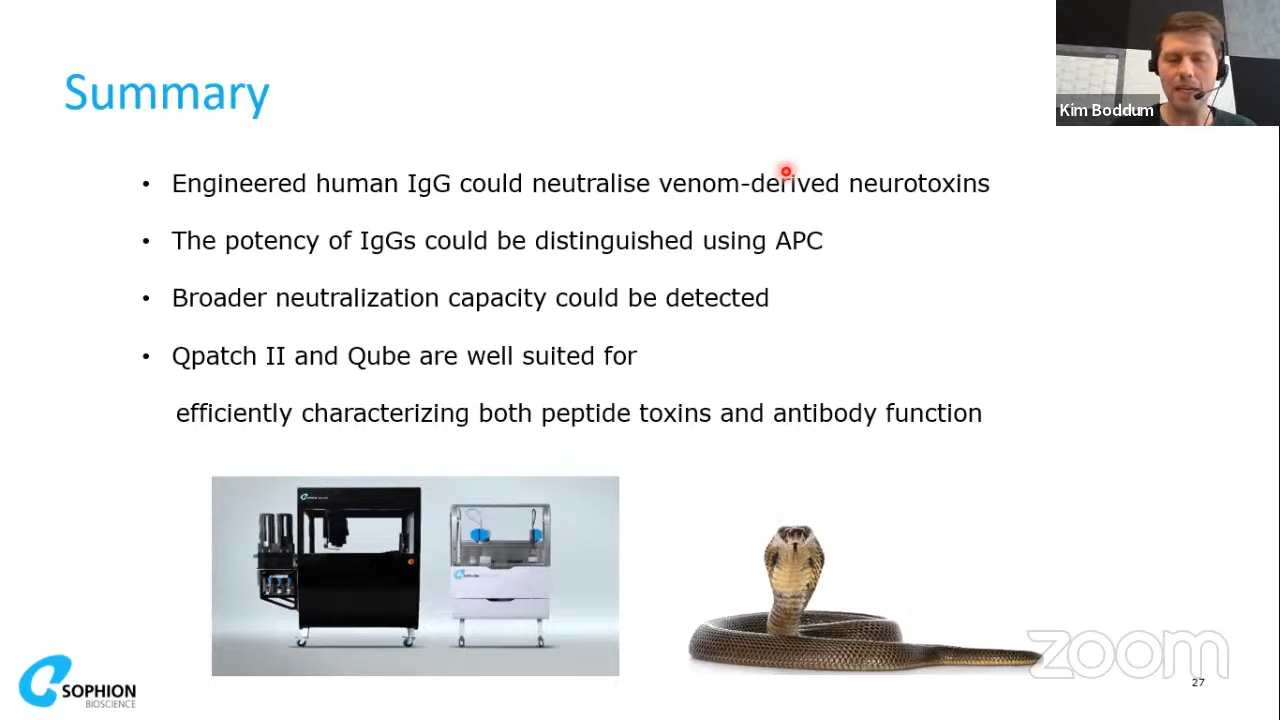 Summary
Kim Boddum
• Engineered human IgG could neutralise venom-derived neurotoxins
• The potency of IgGs could be distinguished using APC
• Broader neutralization capacity could be detected
• Qpatch II and Qube are well suited for
efficiently characterizing both peptide toxins and antibody function
SOPHION
BIOSCIENCE
zoom
27